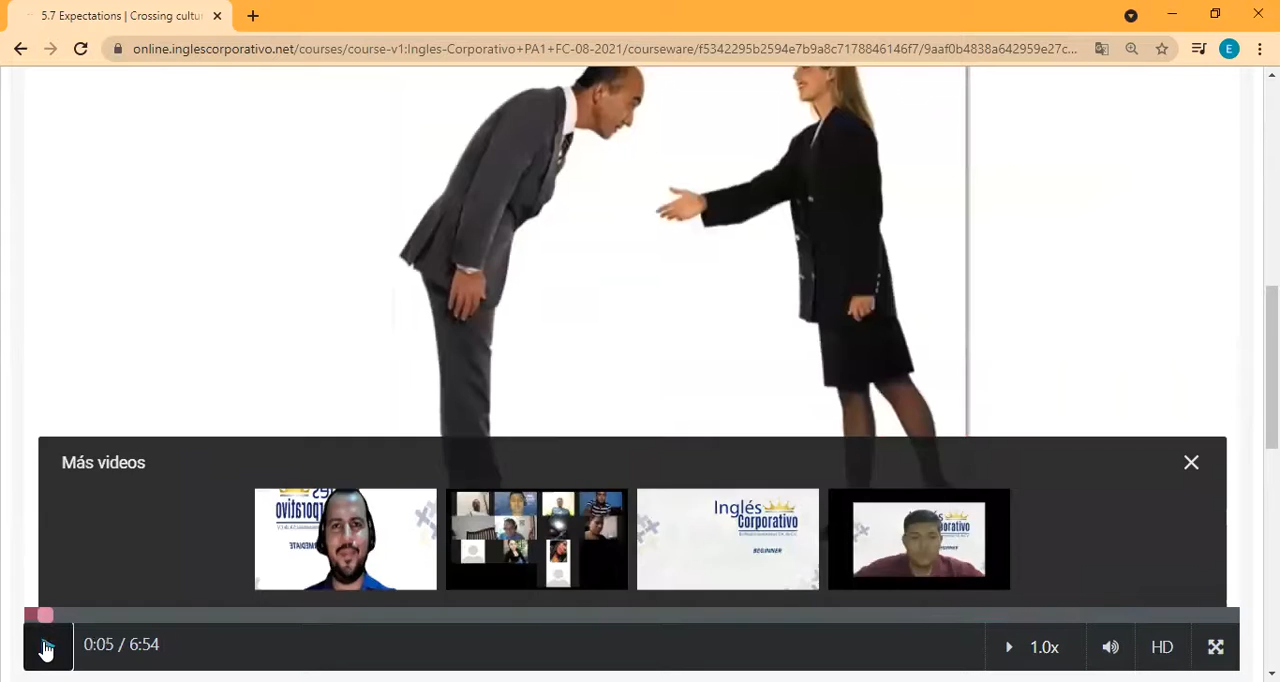 5.7 Expectations | Crossing cultu
online.inglescorporativo.net/courses/course-v1:Ingles-Corporativo+PA1+FC-08-2021/courseware/f5342295b2594e7b9a8c7178846146f7/9aaf0b4838a642959e27c...
E
Más videos
Inglés
Corporativo
BEGINNER
0:05 / 6:54
1.0x
HD